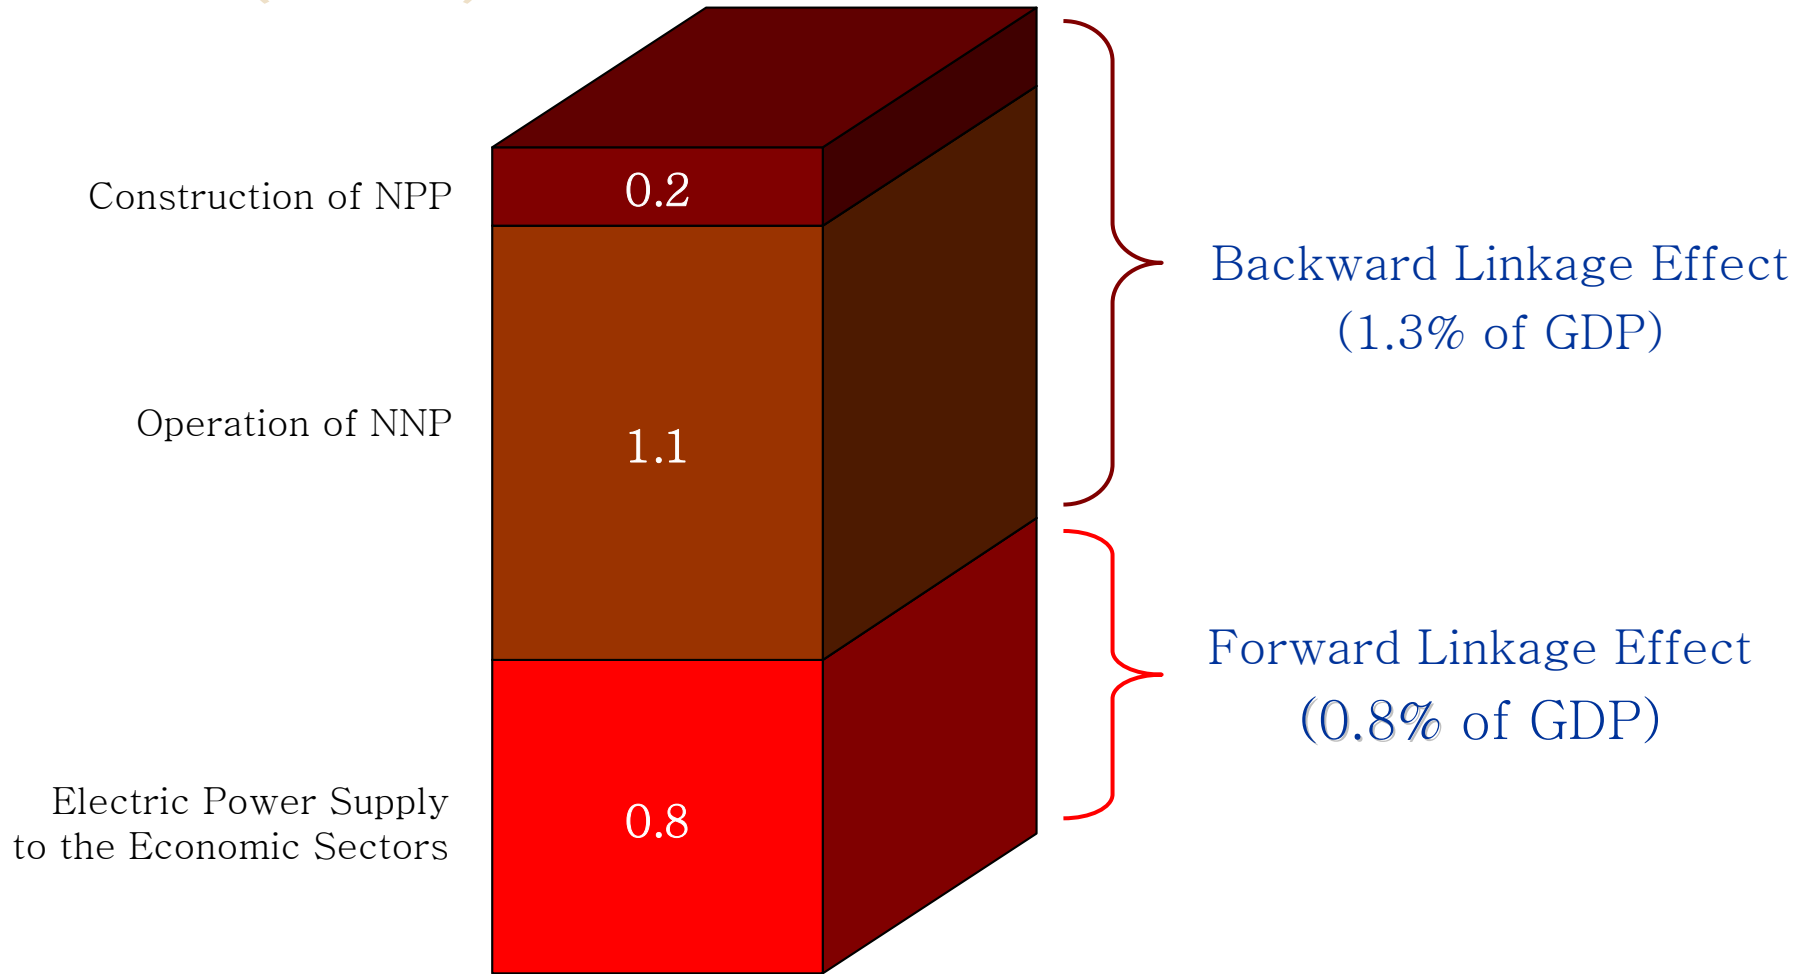 Construction of NPP
0.2
Backward Linkage Effect
(1.3% of GDP)
Operation of NNP
1.1
Forward Linkage Effect
(0.8% of GDP)
Electric Power Supply
to the Economic Sectors
0.8